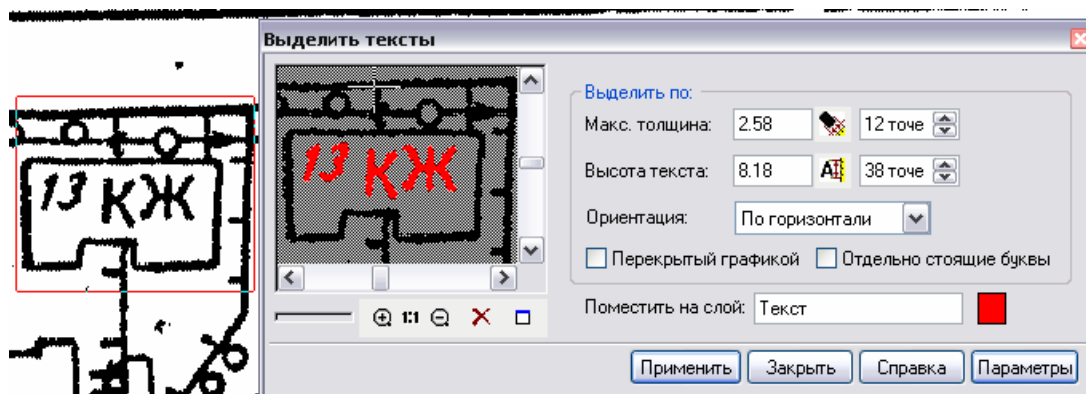 Выделить тексты
13 КЖ
13 КЖ
Выделить по:
Макс. толщина: 2.58 12 точе
Высота текста: 8.18 38 точе
Ориентация: По горизонтали
Перекрытый графикой Отдельно стоящие буквы
1:1
Поместить на слой: Текст
Применить Закрыть Справка Параметры